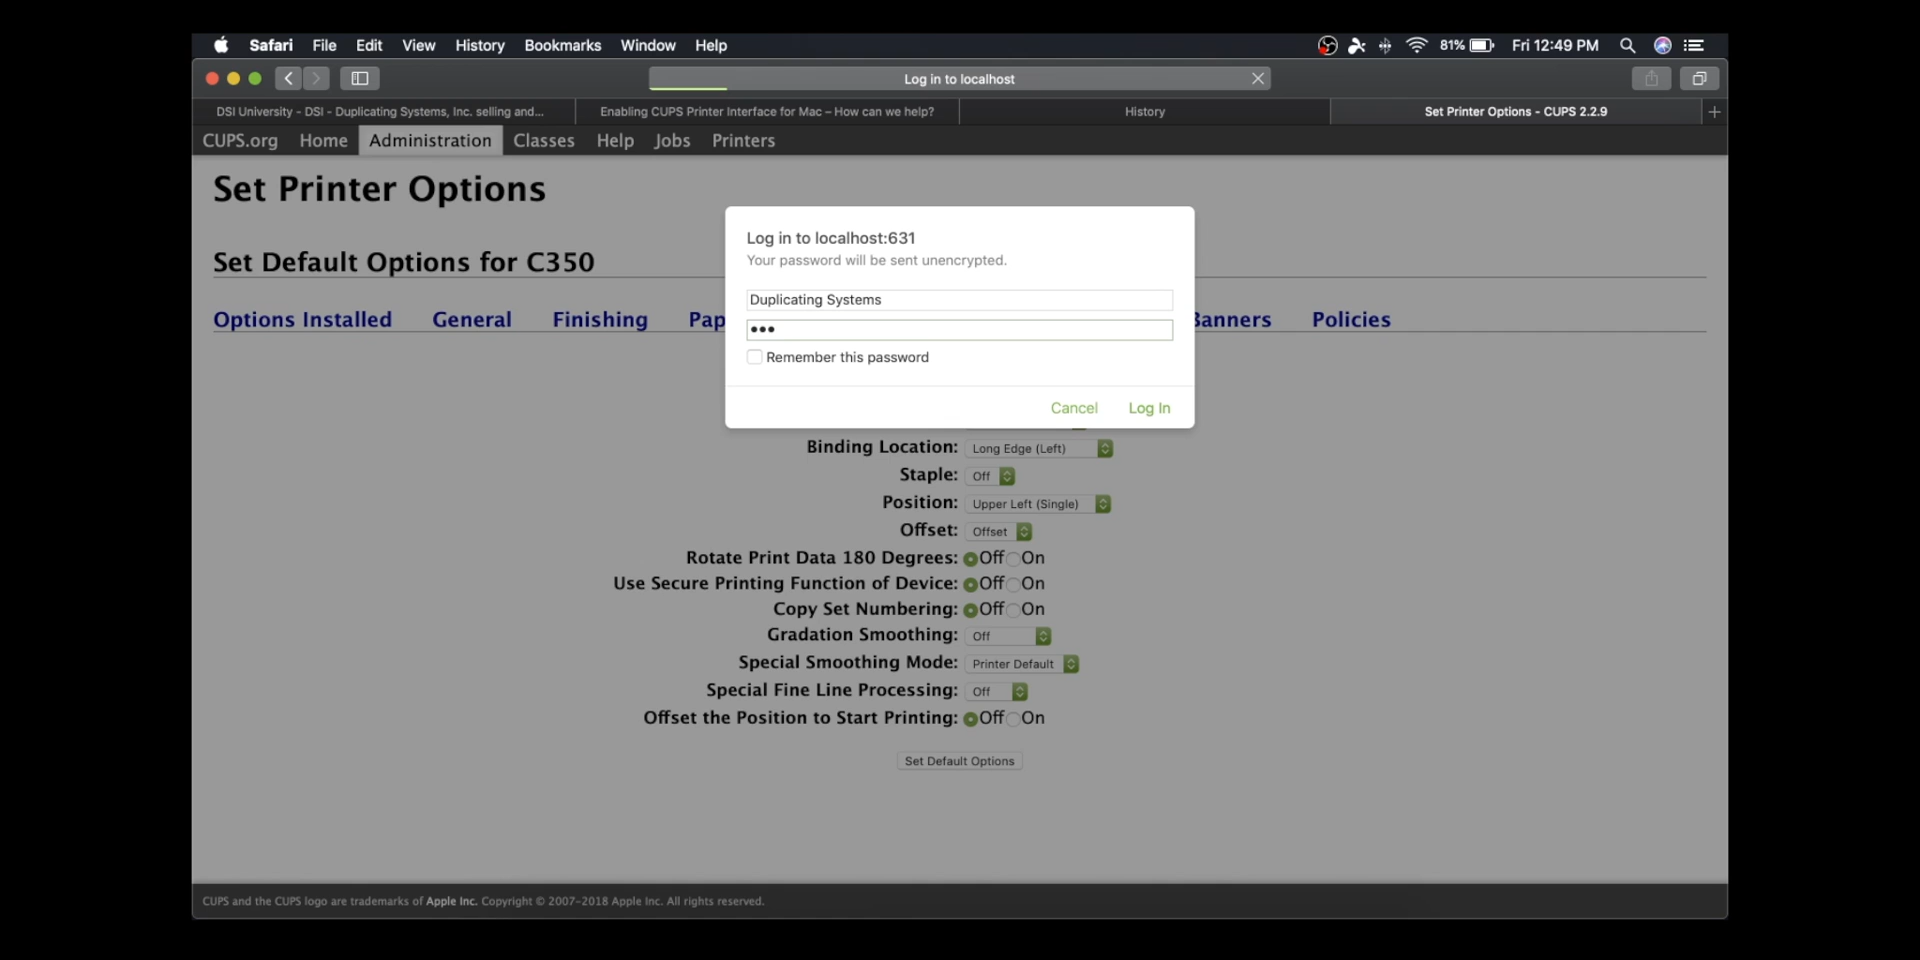 Safari File Edit View History Bookmarks Window Help 81% Fri 12:49 PM
Log in to localhost
DSI University - DSI - Duplicating Systems, Inc. selling and... Enabling CUPS Printer Interface for Mac – How can we help? History Set Printer Options - CUPS 2.2.9
CUPS.org Home Administration Classes Help Jobs Printers
Set Printer Options
Log in to localhost:631
Your password will be sent unencrypted.
Duplicating Systems
•••
Remember this password
Cancel Log In
Set Default Options for C350
Options Installed General Finishing Pap Banners Policies
Binding Location: Long Edge (Left)
Staple: Off
Position: Upper Left (Single)
Offset: Offset
Rotate Print Data 180 Degrees: Off On
Use Secure Printing Function of Device: Off On
Copy Set Numbering: Off On
Gradation Smoothing: Off
Special Smoothing Mode: Printer Default
Special Fine Line Processing: Off
Offset the Position to Start Printing: Off On
Set Default Options
CUPS and the CUPS logo are trademarks of Apple Inc. Copyright © 2007-2018 Apple Inc. All rights reserved.